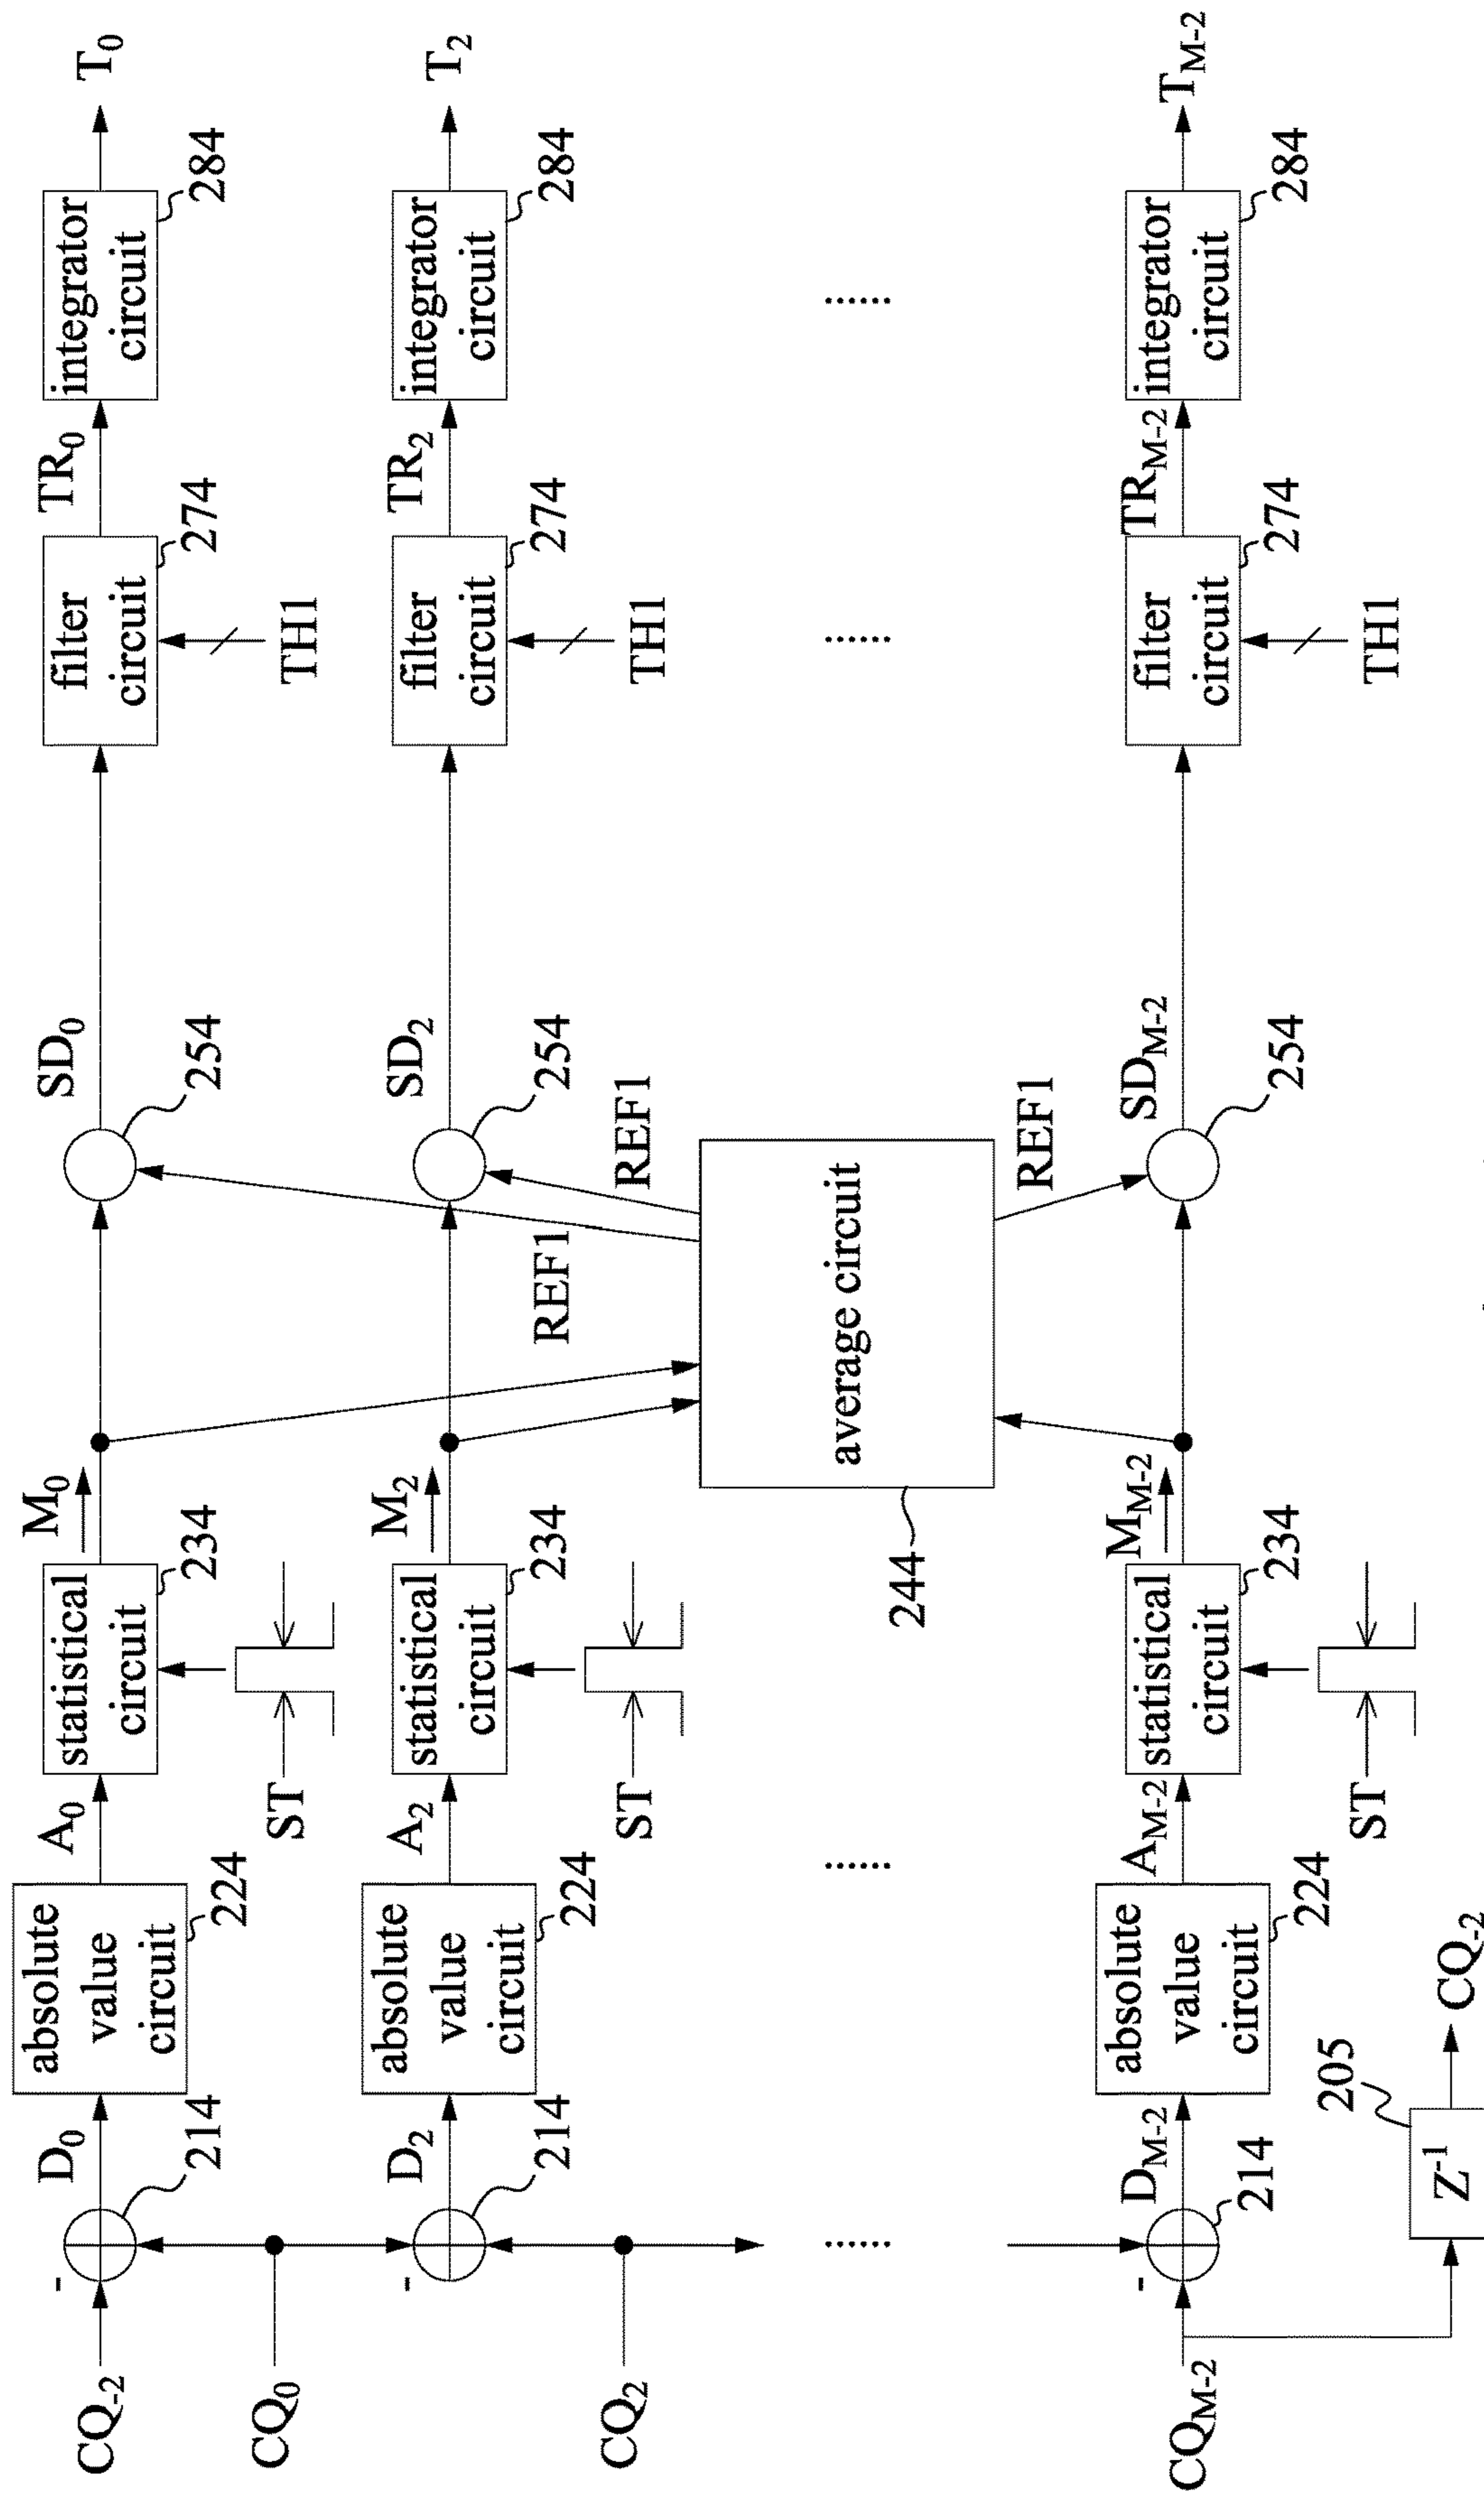 CQ-2
-
D0
214
absolute
value
circuit
224
A0
statistical
circuit
234
ST
M0
SD0
254
filter
circuit
274
TH1
TR0
integrator
circuit
284
T0
CQ0
-
D2
214
absolute
value
circuit
224
A2
statistical
circuit
234
ST
M2
REF1
SD2
254
REF1
filter
circuit
274
TH1
TR2
integrator
circuit
284
T2
CQ2
244
average circuit
......
......
......
......
REF1
CQM-2
-
DM-2
214
absolute
value
circuit
224
AM-2
statistical
circuit
234
ST
MM-2
SDM-2
254
filter
circuit
274
TH1
TRM-2
integrator
circuit
284
TM-2
205
Z-1
CQ-2